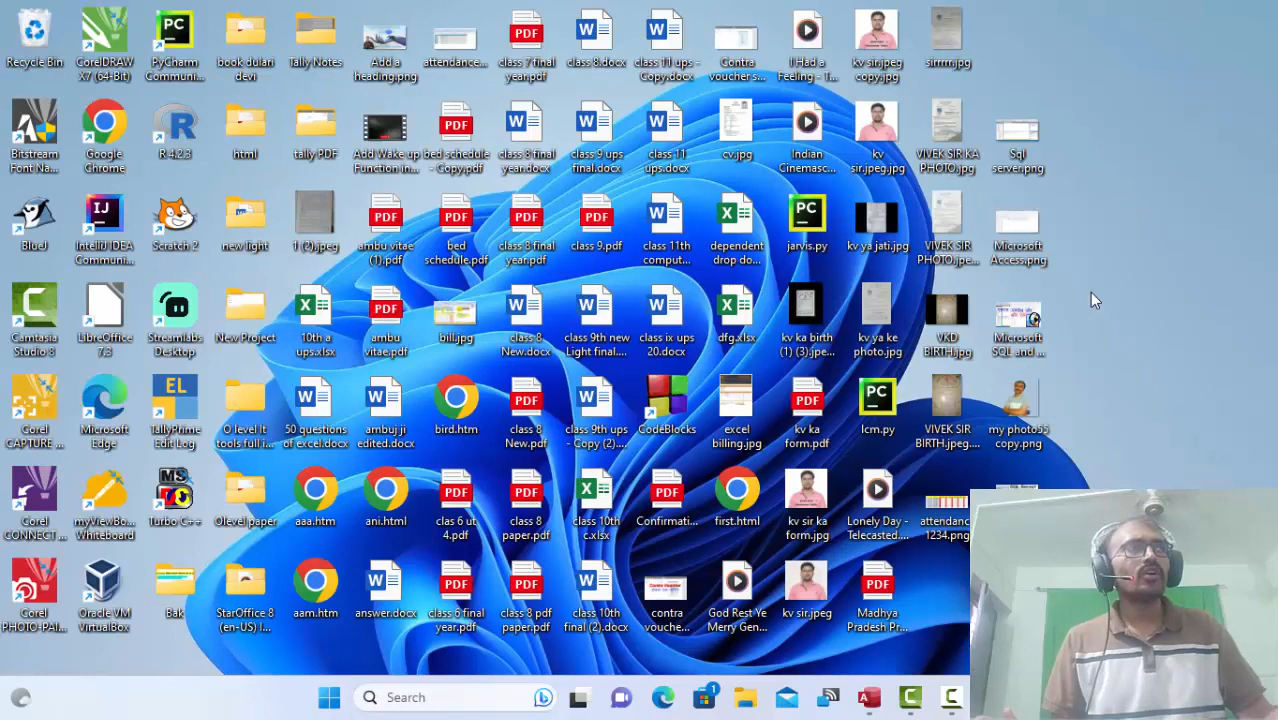 Recycle Bin
CorelDRAW
X7 (64-Bit)
PyCharm
Communi...
book dulari
devi
Tally Notes
Add a
heading.png
attendance...
class 7 final
year.pdf
class 8.docx
class 11 ups -
Copy.docx
Contra
voucher s...
I Had a
Feeling - T...
kv sir.jpeg
copy.jpg
sirrrrr.jpg
Bitstream
Font Na...
Google
Chrome
R 4.2.3
html
tally PDF
Add Wake up
Function in...
bed schedule
- Copy.pdf
class 8 final
year.docx
class 9 ups
final.docx
class 11
ups.docx
cv.jpg
Indian
Cinemasc...
kv
sir.jpeg.jpg
VIVEK SIR KA
PHOTO.jpg
Sql
server.png
BlueJ
IntelliJ IDEA
Communi...
Scratch 2
new light
1 (2).jpeg
ambu vitae
(1).pdf
bed
schedule.pdf
class 8 final
year.pdf
class 9.pdf
class 11th
comput...
dependent
drop do...
jarvis.py
kv ya jati.jpg
VIVEK SIR
PHOTO.jpe...
Microsoft
Access.png
Camtasia
Studio 8
LibreOffice
7.3
Streamlabs
Desktop
New Project
10th a
ups.xlsx
ambu
vitae.pdf
bill.jpg
class 8
New.docx
class 9th new
Light final....
class ix ups
20.docx
dfg.xlsx
kv ka birth
(1) (3).jpe...
kv ya ke
photo.jpg
VKD
BIRTH.jpg
Microsoft
SQL and ...
Corel
CAPTURE ...
Microsoft
Edge
TallyPrime
Edit Log
O level It
tools full i...
50 questions
of excel.docx
ambuj ji
edited.docx
bird.htm
class 8
New.pdf
class 9th ups
- Copy (2)....
CodeBlocks
excel
billing.jpg
kv ka
form.pdf
lcm.py
VIVEK SIR
BIRTH.jpeg....
my photo55
copy.png
Corel
CONNECT ...
myViewBo...
Whiteboard
Turbo C++
Olevel paper
aaa.htm
ani.html
clas 6 ut
4.pdf
class 8
paper.pdf
class 10th
c.xlsx
Confirmati...
first.html
kv sir ka
form.jpg
Lonely Day -
Telecasted....
attendanc
1234.png
Corel
PHOTO-PAI...
Oracle VM
VirtualBox
Bak
StarOffice 8
(en-US) I...
aam.htm
answer.docx
class 6 final
year.pdf
class 8 pdf
paper.pdf
class 10th
final (2).docx
contra
vouche...
God Rest Ye
Merry Gen...
kv sir.jpeg
Madhya
Pradesh Pr...
Search
1